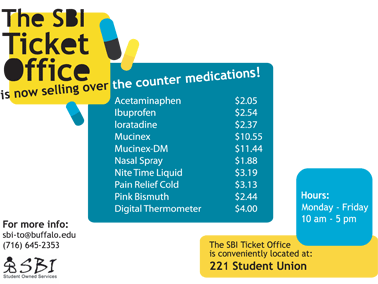 The SBI
Ticket
Office
is now selling over the counter medications!
Acetaminaphen $2.05
Ibuprofen $2.54
loratadine $2.37
Mucinex $10.55
Mucinex-DM $11.44
Nasal Spray $1.88
Nite Time Liquid $3.19
Pain Relief Cold $3.13
Pink Bismuth $2.44
Digital Thermometer $4.00
Hours:
Monday - Friday
10 am - 5 pm
For more info:
sbi-to@buffalo.edu
(716) 645-2353
SBI
Student Owned Services
The SBI Ticket Office
is conveniently located at:
221 Student Union